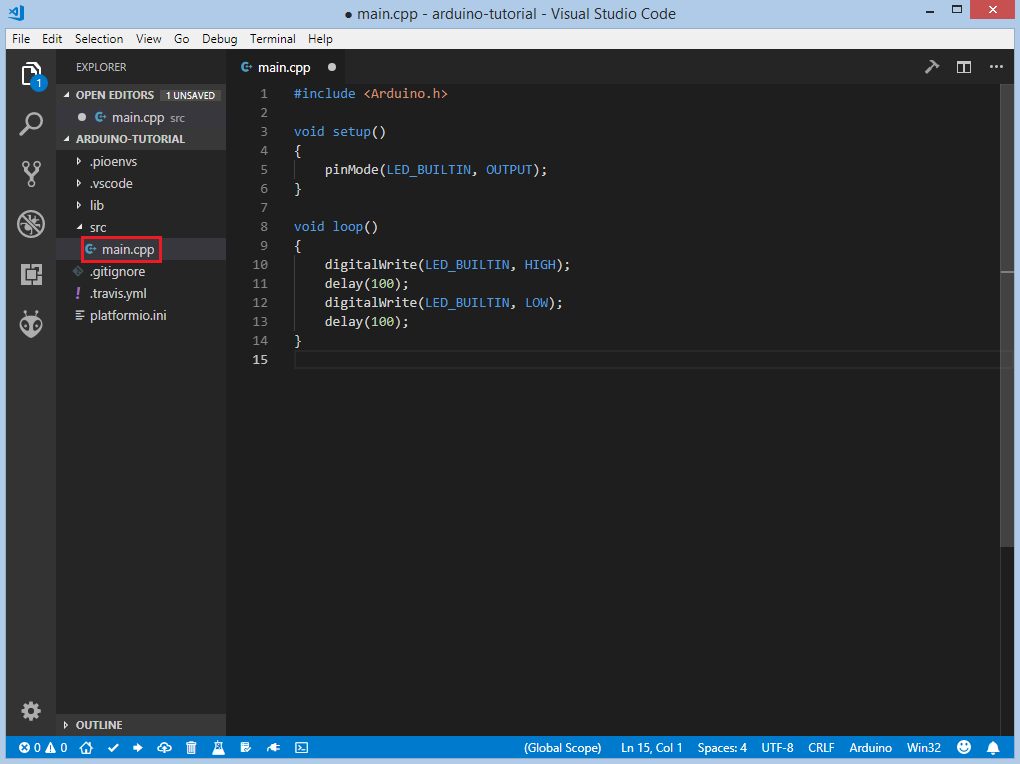 ● main.cpp - arduino-tutorial - Visual Studio Code
File Edit Selection View Go Debug Terminal Help
1
EXPLORER
OPEN EDITORS 1 UNSAVED
main.cpp src
ARDUINO-TUTORIAL
.pioenvs
.vscode
lib
src
main.cpp
.gitignore
.travis.yml
platformio.ini
OUTLINE
main.cpp
1 #include <Arduino.h>
2
3 void setup()
4 {
5     pinMode(LED_BUILTIN, OUTPUT);
6 }
7
8 void loop()
9 {
10     digitalWrite(LED_BUILTIN, HIGH);
11     delay(100);
12     digitalWrite(LED_BUILTIN, LOW);
13     delay(100);
14 }
15
0 0 (Global Scope) Ln 15, Col 1 Spaces: 4 UTF-8 CRLF Arduino Win32